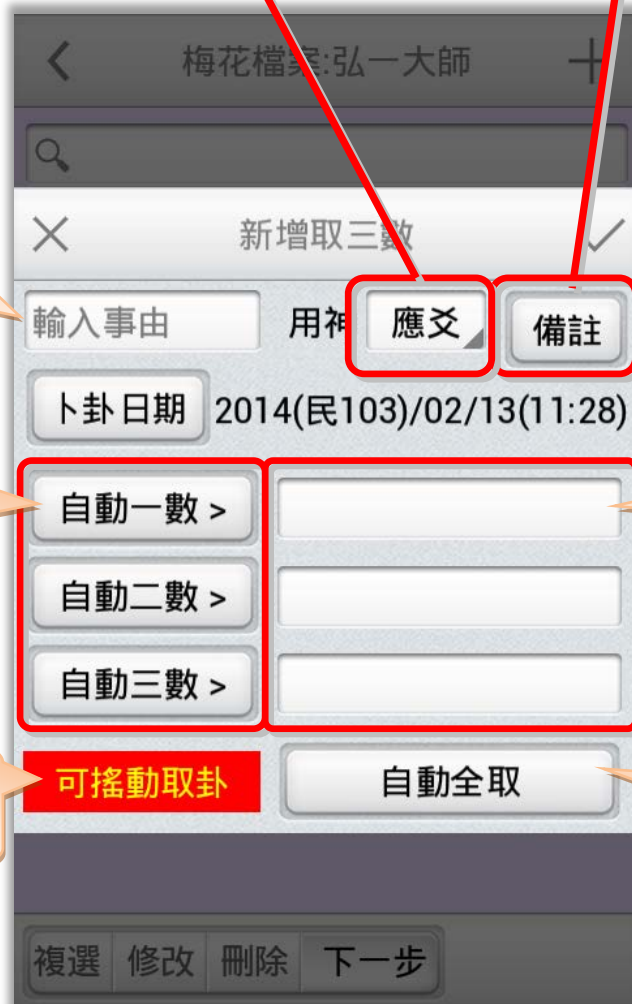 梅花檔案:弘一大師
新增取三數
輸入事由 用神 應爻 備註
卜卦日期 2014(民103)/02/13(11:28)
自動一數 >
自動二數 >
自動三數 >
可搖動取卦 自動全取
複選 修改 刪除 下一步